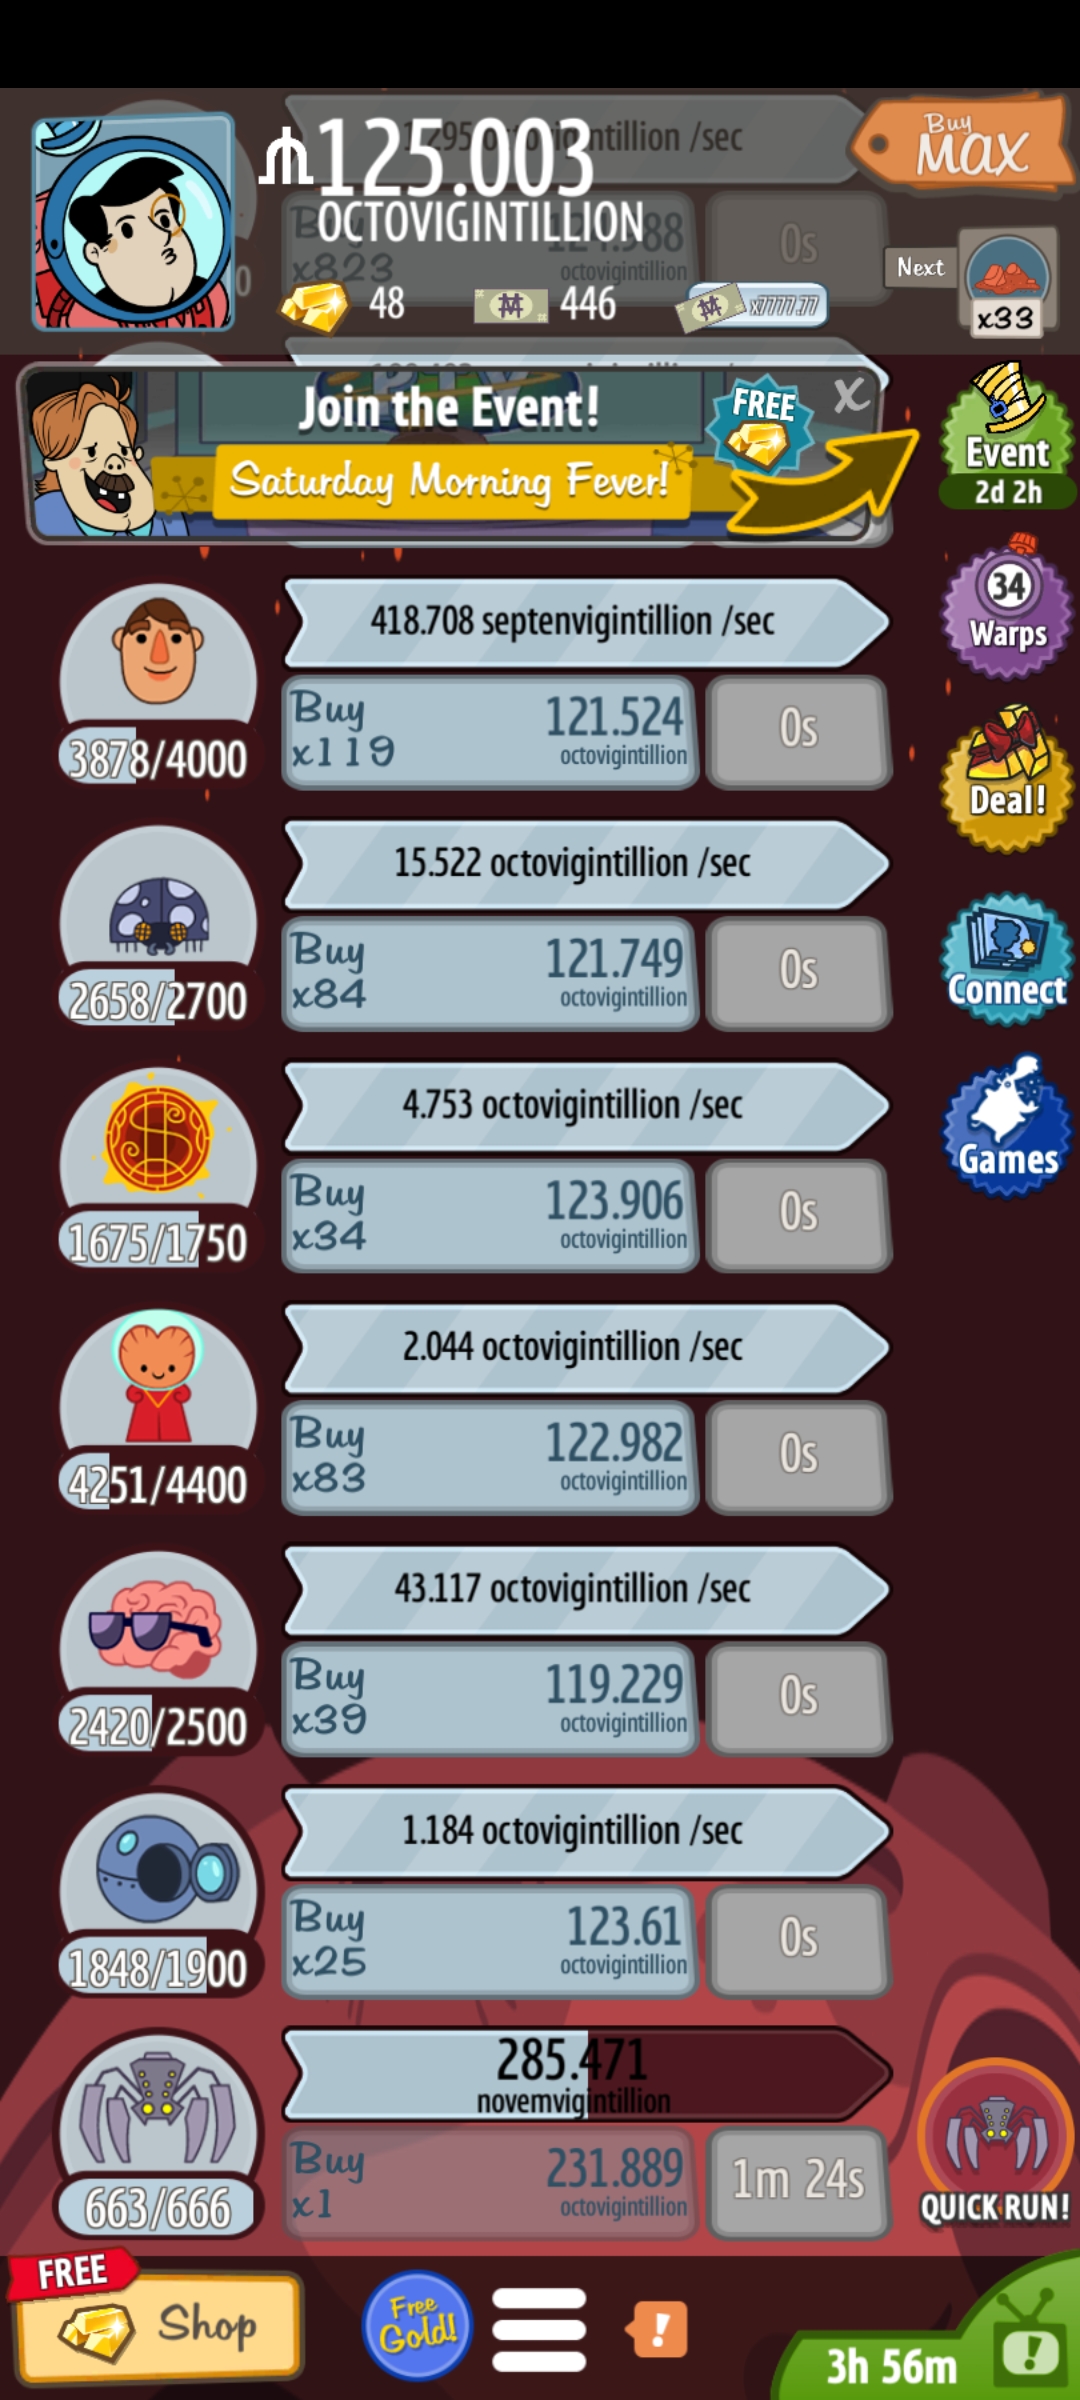 125.003
OCTOVIGINTILLION
48
446
x7777.77
Buy
MAX
Next
x33
octovigintillion /sec
Buy
x823
octovigintillion
0s
Join the Event!
Saturday Morning Fever!
FREE
X
Event
2d 2h
34
Warps
Deal!
Connect
Games
418.708 septenvigintillion /sec
3878/4000
Buy
x119
121.524
octovigintillion
0s
15.522 octovigintillion /sec
2658/2700
Buy
x84
121.749
octovigintillion
0s
4.753 octovigintillion /sec
1675/1750
Buy
x34
123.906
octovigintillion
0s
2.044 octovigintillion /sec
4251/4400
Buy
x83
122.982
octovigintillion
0s
43.117 octovigintillion /sec
2420/2500
Buy
x39
119.229
octovigintillion
0s
1.184 octovigintillion /sec
1848/1900
Buy
x25
123.61
octovigintillion
0s
285.471
novemvigintillion
663/666
Buy
x1
231.889
octovigintillion
1m 24s
QUICK RUN!
FREE
Shop
Free
Gold!
!
3h 56m
!